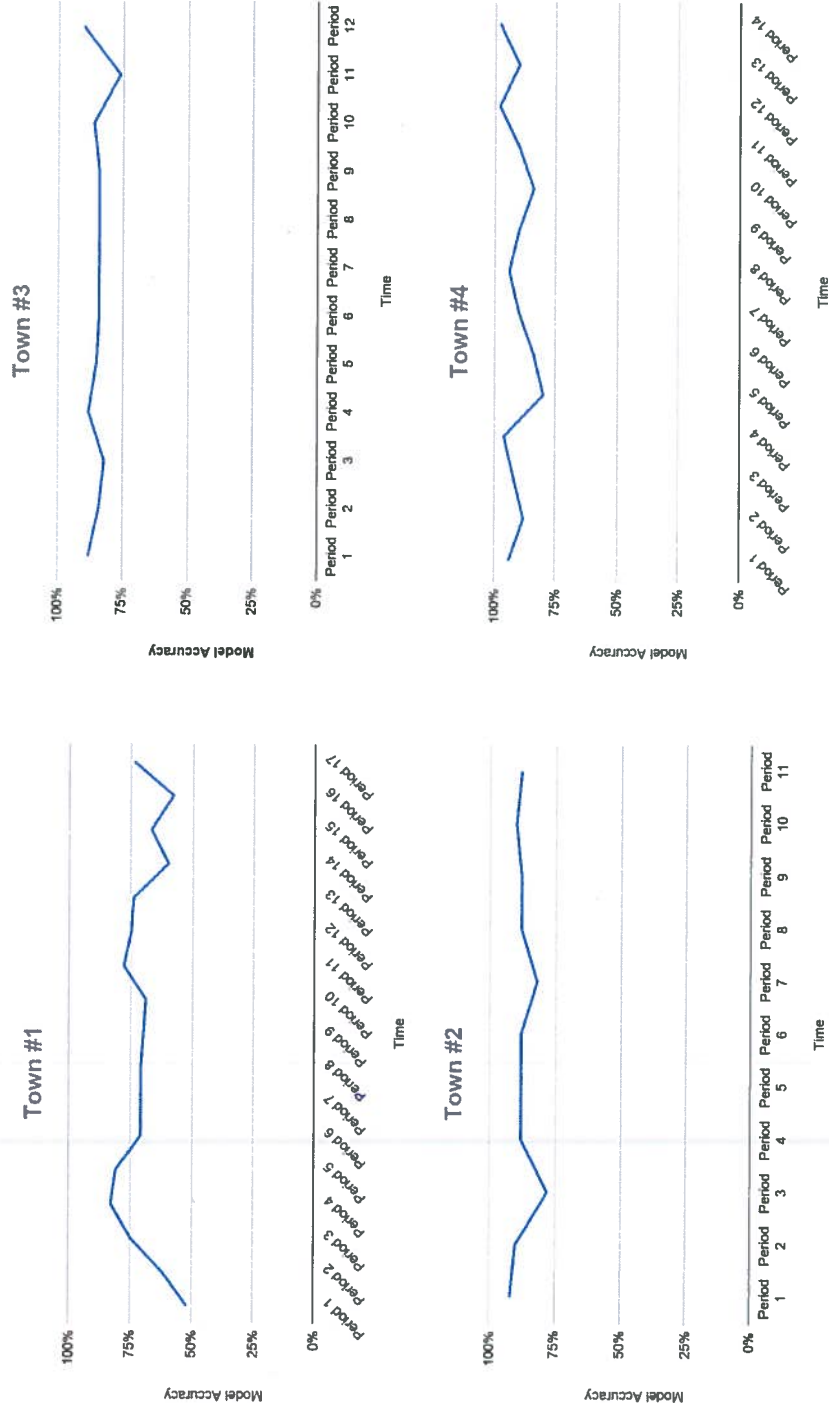 Town #1
Model Accuracy
100%
75%
50%
25%
0%
Period 1
Period 2
Period 3
Period 4
Period 5
Period 6
Period 7
Period 8
Period 9
Period 10
Period 11
Period 12
Period 13
Period 14
Period 15
Period 16
Period 17
Time
Town #3
Model Accuracy
100%
75%
50%
25%
0%
Period Period Period Period Period Period Period Period Period Period Period Period
1 2 3 4 5 6 7 8 9 10 11 12
Time
Town #2
Model Accuracy
100%
75%
50%
25%
0%
Period Period Period Period Period Period Period Period Period Period Period
1 2 3 4 5 6 7 8 9 10 11
Time
Town #4
Model Accuracy
100%
75%
50%
25%
0%
Period 1
Period 2
Period 3
Period 4
Period 5
Period 6
Period 7
Period 8
Period 9
Period 10
Period 11
Period 12
Period 13
Period 14
Time